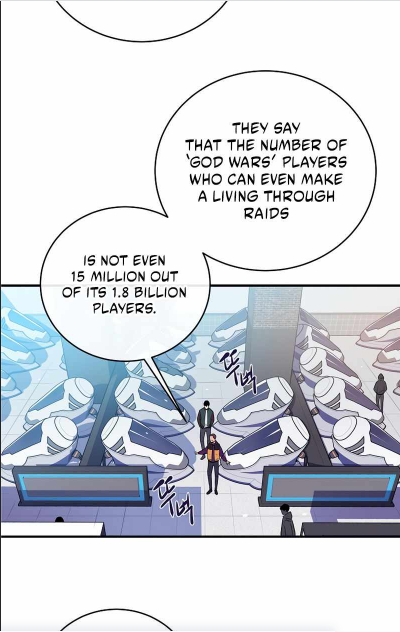 THEY SAY
THAT THE NUMBER OF
'GOD WARS' PLAYERS
WHO CAN EVEN MAKE
A LIVING THROUGH
RAIDS
IS NOT EVEN
15 MILLION OUT
OF ITS 1.8 BILLION
PLAYERS.
뚜벅
뚜벅